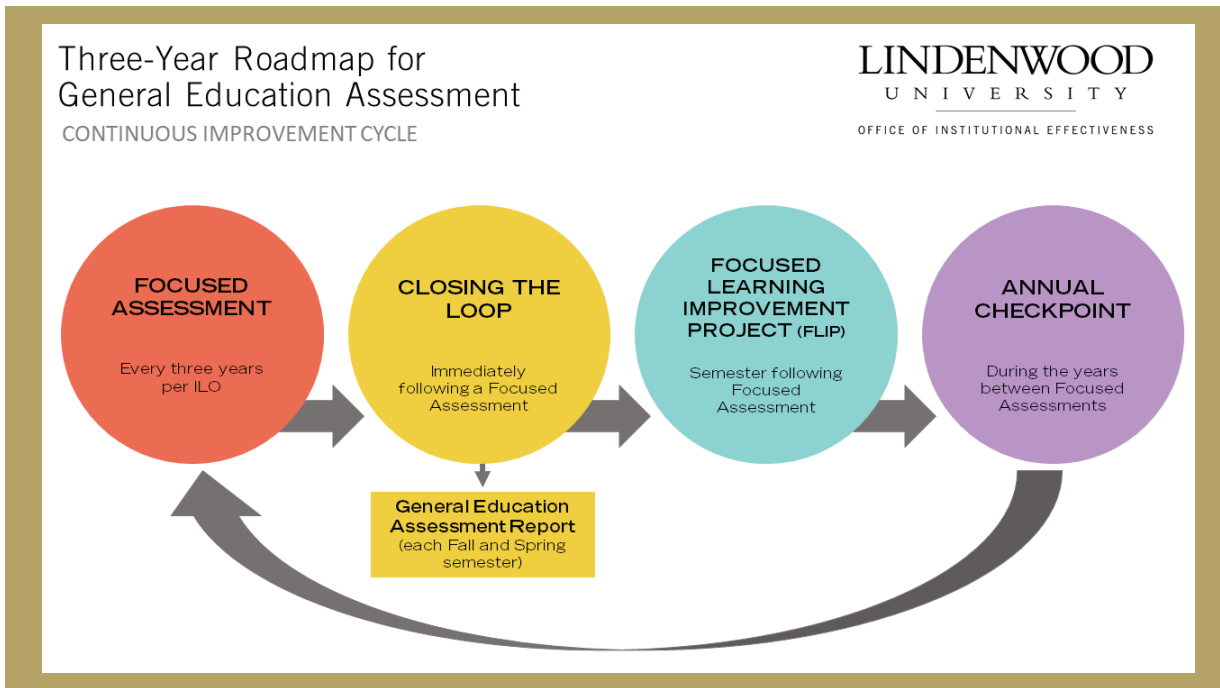 Three-Year Roadmap for
General Education Assessment
CONTINUOUS IMPROVEMENT CYCLE
LINDENWOOD
UNIVERSITY
OFFICE OF INSTITUTIONAL EFFECTIVENESS
FOCUSED
ASSESSMENT
Every three years
per ILO
CLOSING THE
LOOP
Immediately
following a Focused
Assessment
General Education
Assessment Report
(each Fall and Spring
semester)
FOCUSED
LEARNING
IMPROVEMENT
PROJECT (FLIP)
Semester following
Focused
Assessment
ANNUAL
CHECKPOINT
During the years
between Focused
Assessments